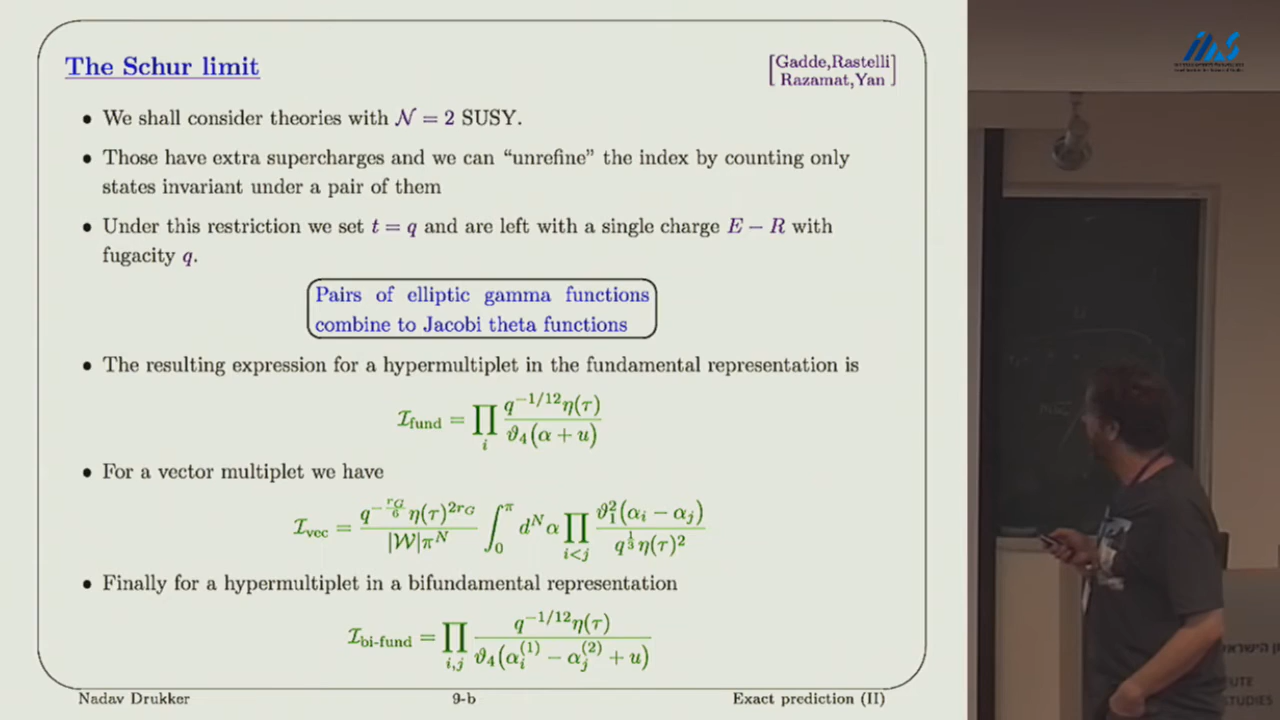 The Schur limit
[Gadde,Rastelli
Razamat,Yan]
• We shall consider theories with 𝒩 = 2 SUSY.
• Those have extra supercharges and we can “unrefine” the index by counting only
states invariant under a pair of them
• Under this restriction we set t = q and are left with a single charge E − R with
fugacity q.
Pairs of elliptic gamma functions
combine to Jacobi theta functions
• The resulting expression for a hypermultiplet in the fundamental representation is
ℐ_fund = ∏_i q^{−1/12}η(τ) / ϑ₄(α + u)
• For a vector multiplet we have
ℐ_vec = q^{−r_G/6} η(τ)^{2r_G} / |𝒲|π^N ∫_0^π d^N α ∏_{i<j} ϑ₁²(α_i − α_j) / q^{1/3} η(τ)²
• Finally for a hypermultiplet in a bifundamental representation
ℐ_bi-fund = ∏_{i,j} q^{−1/12}η(τ) / ϑ₄(α_i^{(1)} − α_j^{(2)} + u)
Nadav Drukker
9-b
Exact prediction (II)
UTE
STUDIES